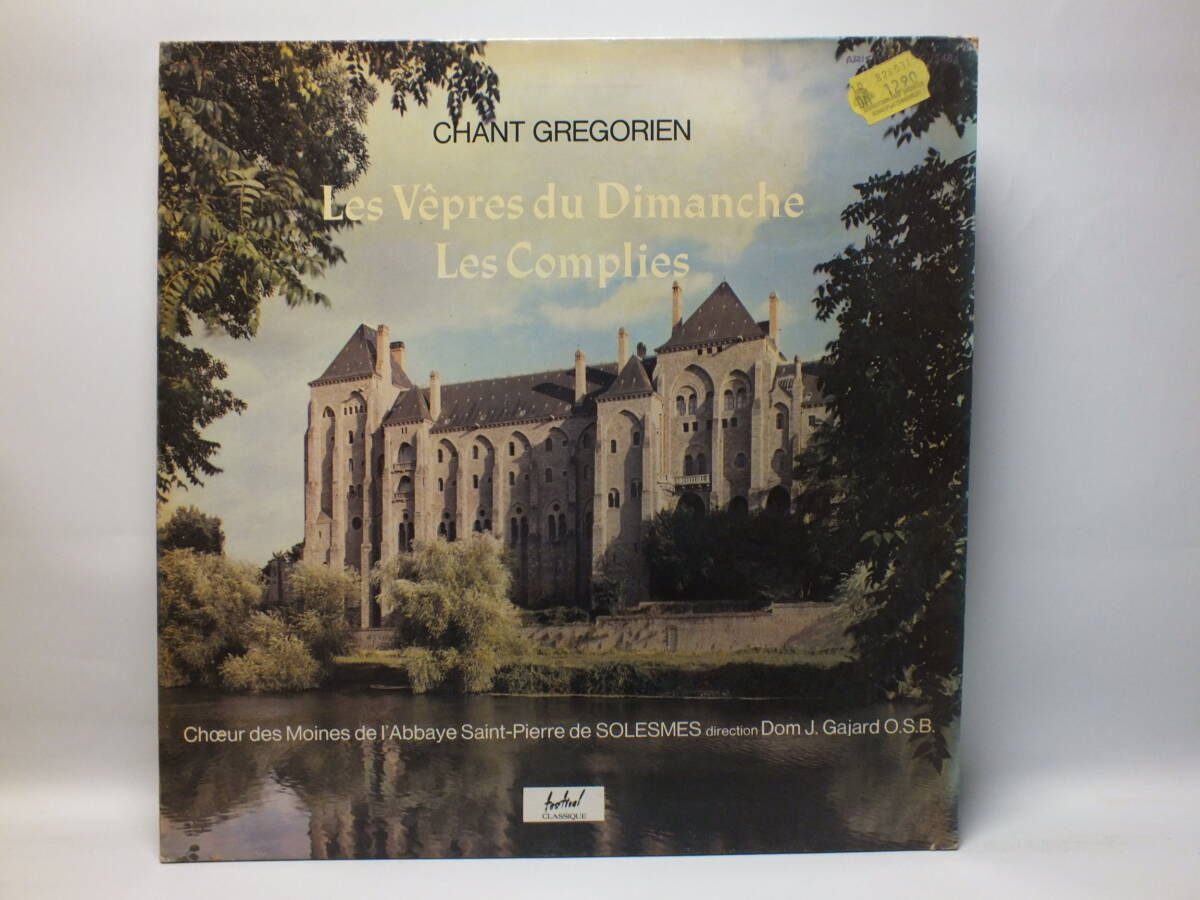 CHANT GREGORIEN
Les Vêpres du Dimanche
Les Complies
1290
Chœur des Moines de l'Abbaye Saint-Pierre de SOLESMES direction Dom J. Gajard O.S.B.
festival
CLASSIQUE